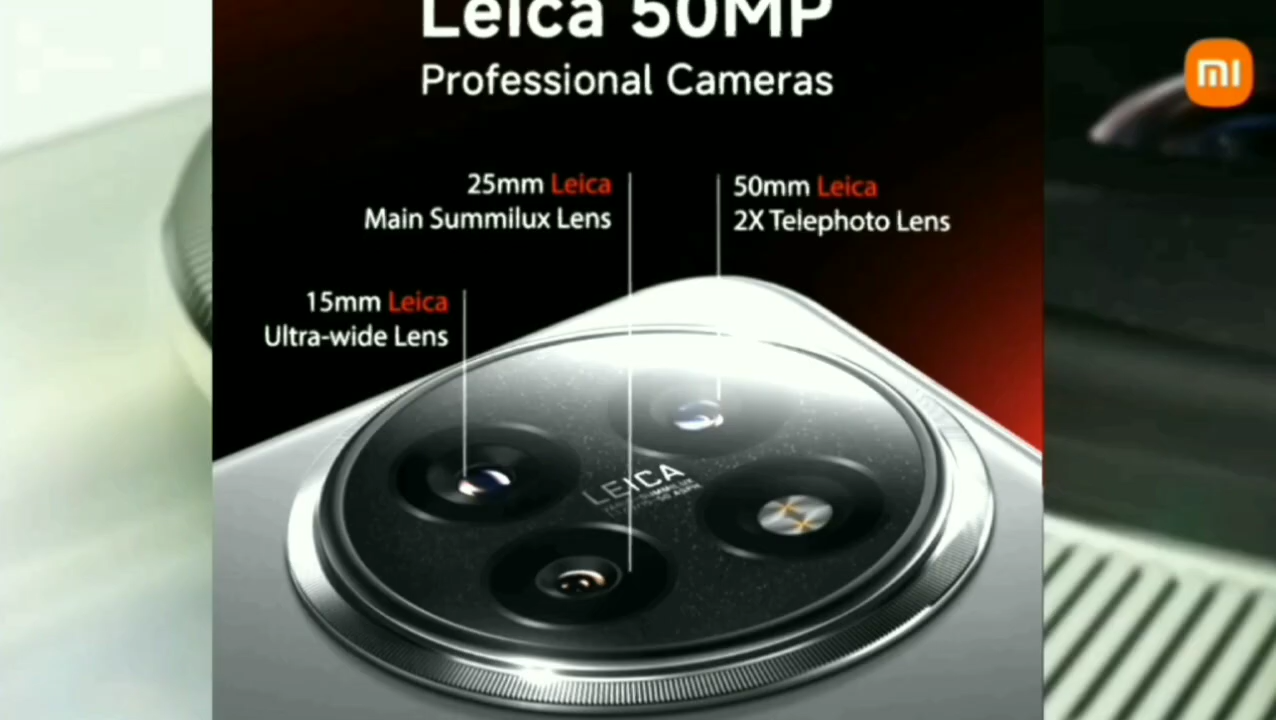 Leica 50MP
Professional Cameras
mi
25mm Leica
Main Summilux Lens
50mm Leica
2X Telephoto Lens
15mm Leica
Ultra-wide Lens
LEICA